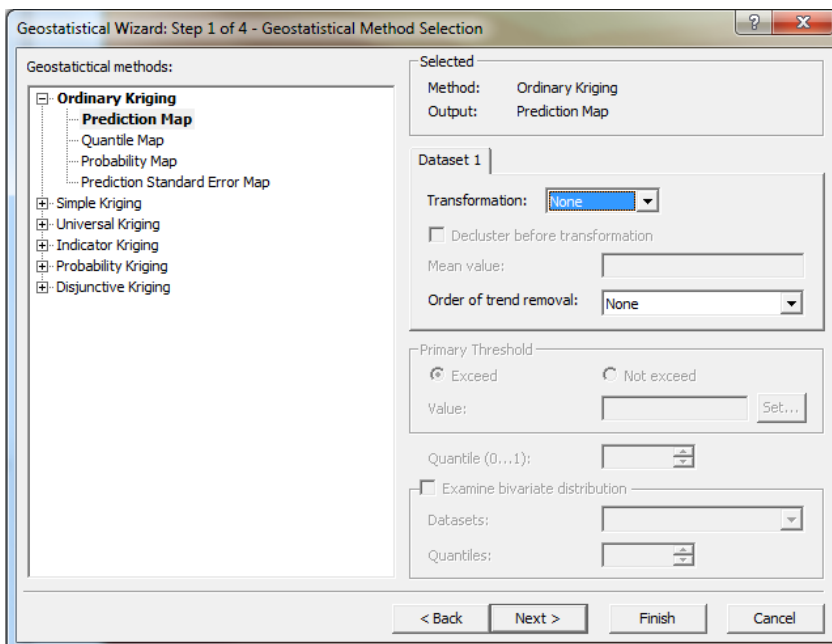 Geostatistical Wizard: Step 1 of 4 - Geostatistical Method Selection
Geostatictical methods:
Ordinary Kriging
Prediction Map
Quantile Map
Probability Map
Prediction Standard Error Map
Simple Kriging
Universal Kriging
Indicator Kriging
Probability Kriging
Disjunctive Kriging
Selected
Method: Ordinary Kriging
Output: Prediction Map
Dataset 1
Transformation: None
Decluster before transformation
Mean value:
Order of trend removal: None
Primary Threshold
Exceed Not exceed
Value: Set...
Quantile (0...1):
Examine bivariate distribution
Datasets:
Quantiles:
< Back Next > Finish Cancel